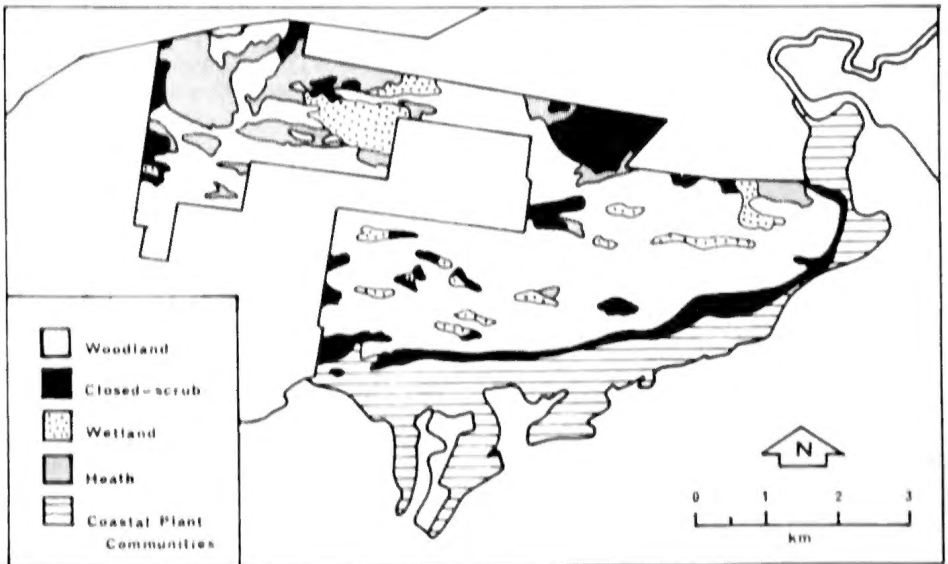 Woodland
Closed-scrub
Wetland
Heath
Coastal Plant
Communities
N
0 1 2 3
km